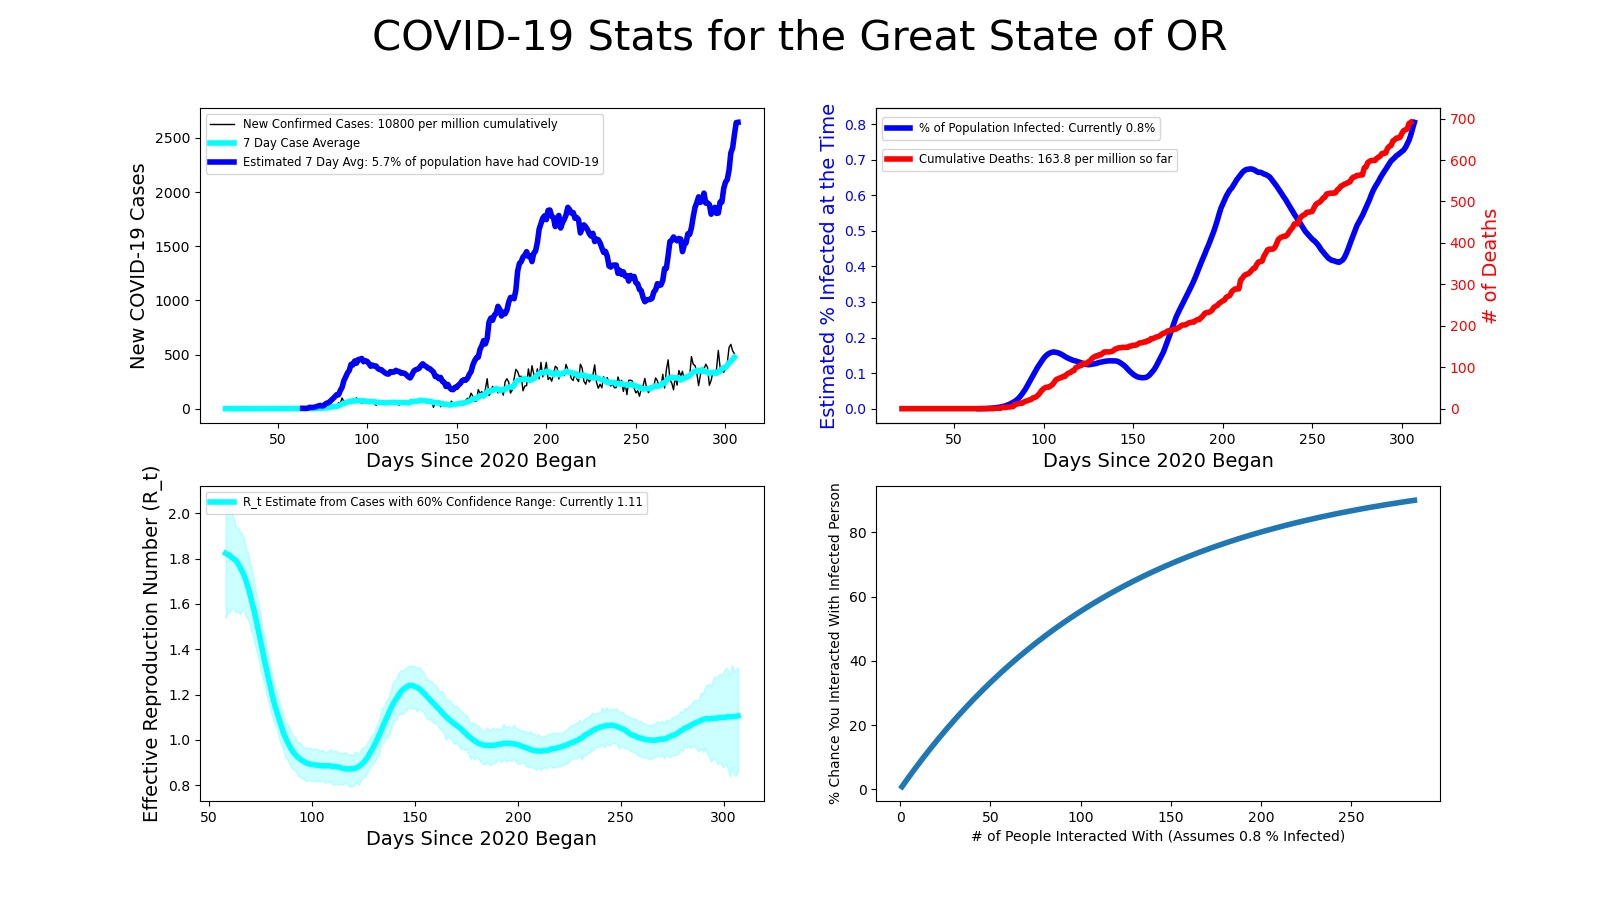 COVID-19 Stats for the Great State of OR
New COVID-19 Cases
2500
2000
1500
1000
500
0
New Confirmed Cases: 10800 per million cumulatively
7 Day Case Average
Estimated 7 Day Avg: 5.7% of population have had COVID-19
50 100 150 200 250 300
Days Since 2020 Began
Estimated % Infected at the Time
0.8
0.7
0.6
0.5
0.4
0.3
0.2
0.1
0.0
% of Population Infected: Currently 0.8%
Cumulative Deaths: 163.8 per million so far
700
600
500
400
300
200
100
0
# of Deaths
50 100 150 200 250 300
Days Since 2020 Began
Effective Reproduction Number (R_t)
2.0
1.8
1.6
1.4
1.2
1.0
0.8
R_t Estimate from Cases with 60% Confidence Range: Currently 1.11
50 100 150 200 250 300
Days Since 2020 Began
% Chance You Interacted With Infected Person
80
60
40
20
0
0 50 100 150 200 250
# of People Interacted With (Assumes 0.8 % Infected)